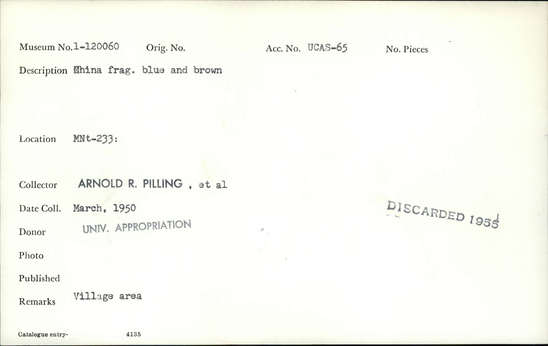 Museum No. 1-120060 Orig. No. Acc. No. UCAS-65 No. Pieces
Description China frag. blue and brown
Location MNt-233:
Collector ARNOLD R. PILLING , et al
Date Coll. March, 1950
DISCARDED
Donor UNIV. APPROPRIATION
Photo
Published
Remarks Village area
Catalogue entry- 4135